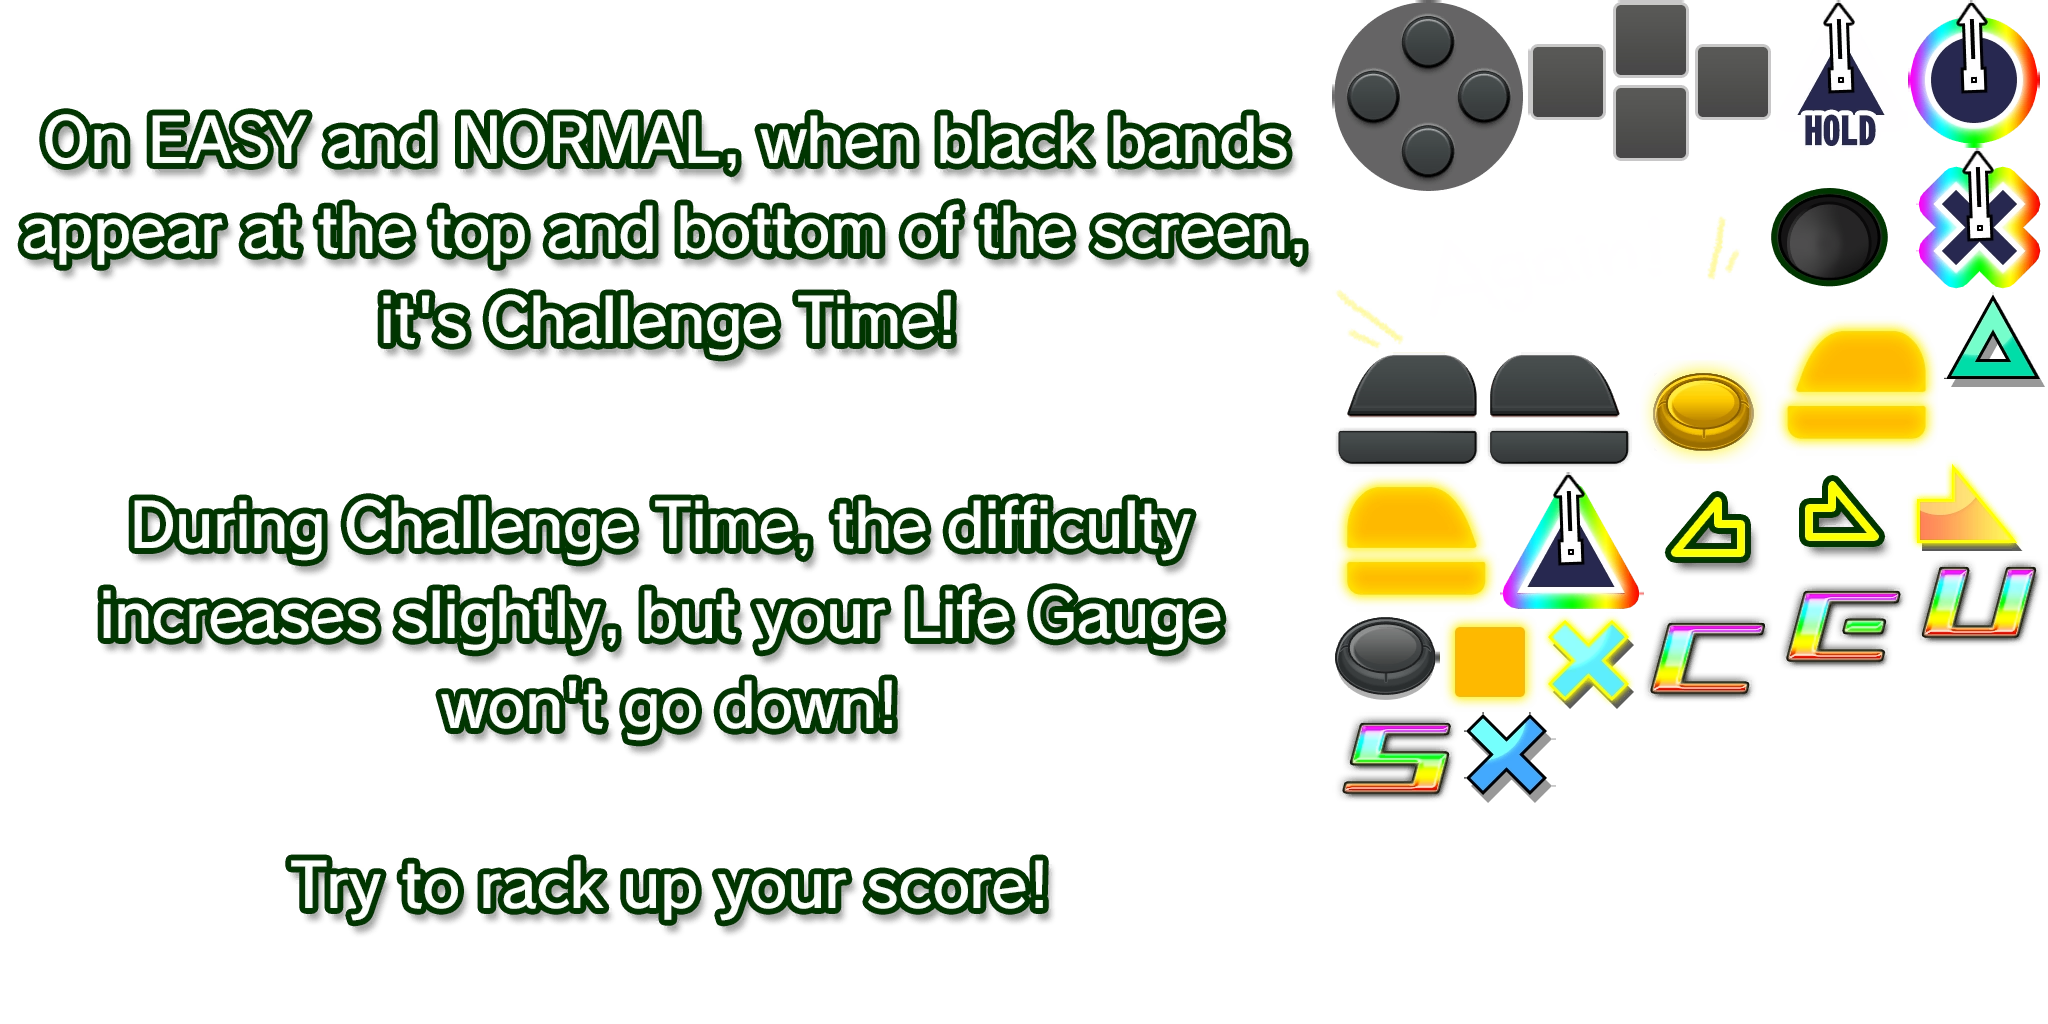 On EASY and NORMAL, when black bands
appear at the top and bottom of the screen,
it's Challenge Time!
During Challenge Time, the difficulty
increases slightly, but your Life Gauge
won't go down!
Try to rack up your score!
HOLD
Again!
C
E
U
S